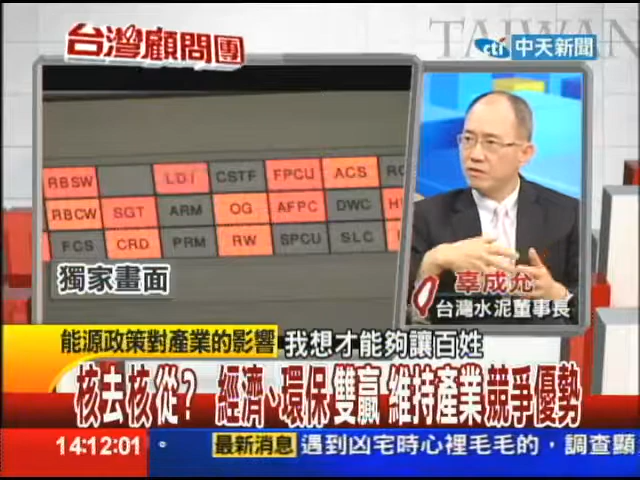 台灣顧問團
TAIWAN
cti 中天新聞
RBSW LDI CSTF FPCU ACS
RBCW SGT ARM OG AFPC DWC
FCS CRD PRM RW SPCU SLC
獨家畫面
辜成允
台灣水泥董事長
能源政策對產業的影響 我想才能夠讓百姓
核去核從? 經濟、環保 雙贏 維持產業競爭優勢
14:12:01 最新消息 遇到凶宅時心裡毛毛的，調查顯